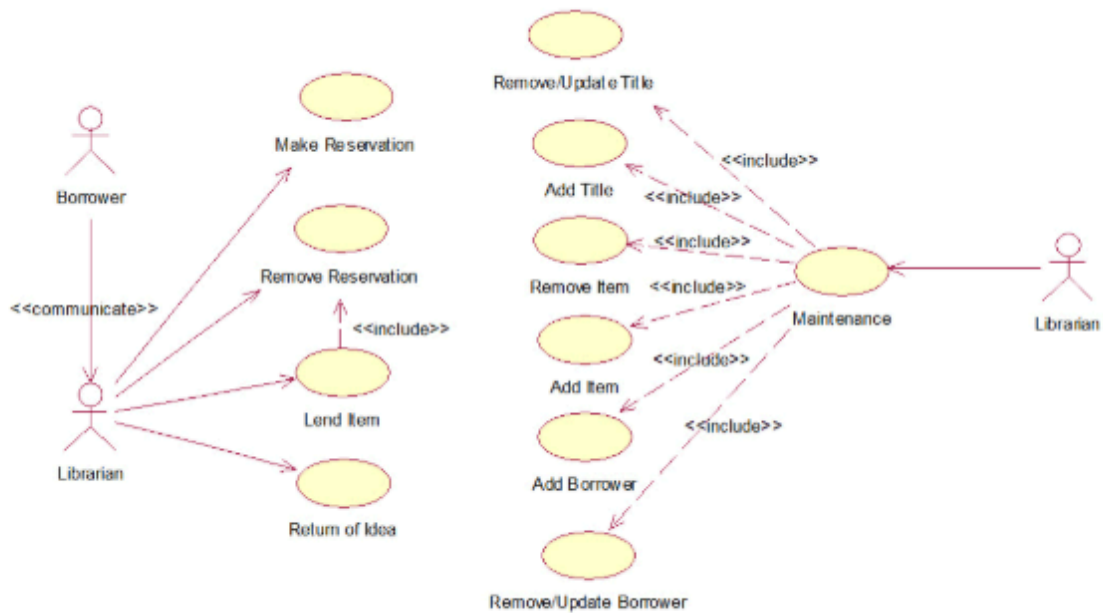 Remove/Update Title
Make Reservation
<<include>>
Borrower
Add Title
<<include>>
<<include>>
Remove Reservation
Remove Item
<<include>>
<<communicate>>
<<include>>
Maintenance
Librarian
<<include>>
Add Item
Lend Item
<<include>>
Librarian
Add Borrower
Return of Idea
Remove/Update Borrower